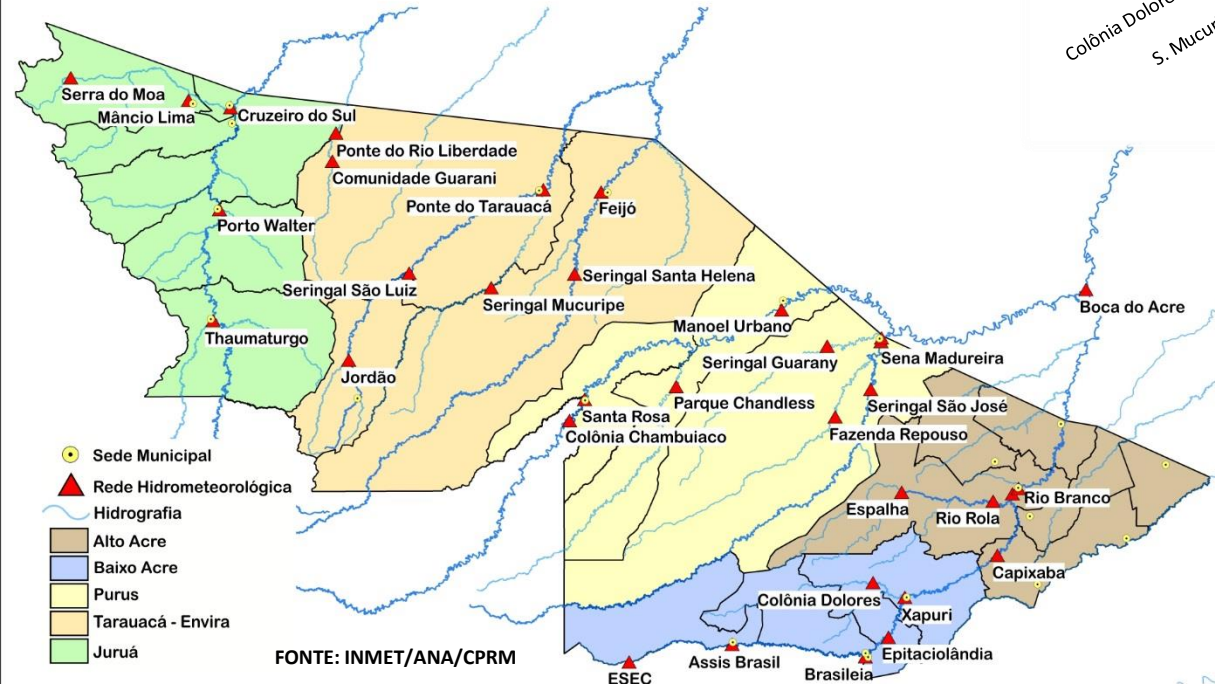 Colônia Dolore
S. Mucur
Serra do Moa
Mâncio Lima
Cruzeiro do Sul
Ponte do Rio Liberdade
Comunidade Guarani
Ponte do Tarauacá
Feijó
Porto Walter
Seringal São Luiz
Seringal Mucuripe
Seringal Santa Helena
Manoel Urbano
Boca do Acre
Thaumaturgo
Seringal Guarany
Sena Madureira
Jordão
Parque Chandless
Seringal São José
Santa Rosa
Colônia Chambuiaco
Fazenda Repouso
Espalha
Rio Rola
Rio Branco
Capixaba
Colônia Dolores
Xapuri
Epitaciolândia
Assis Brasil
Brasileia
ESEC
Sede Municipal
Rede Hidrometeorológica
Hidrografia
Alto Acre
Baixo Acre
Purus
Tarauacá - Envira
Juruá
FONTE: INMET/ANA/CPRM